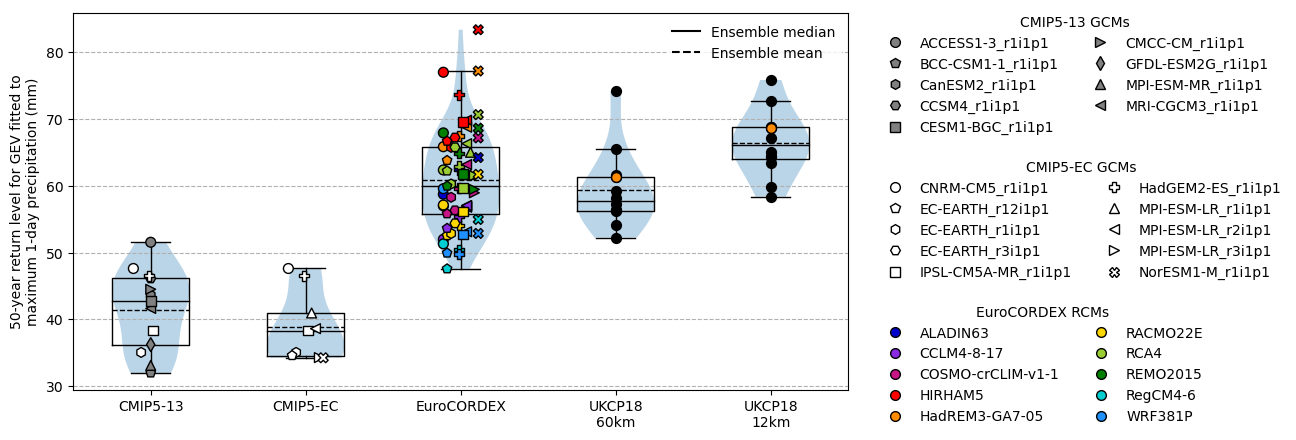 50-year return level for GEV fitted to
maximum 1-day precipitation (mm)
80
70
60
50
40
30
CMIP5-13
CMIP5-EC
EuroCORDEX
UKCP18
60km
UKCP18
12km
Ensemble median
Ensemble mean
CMIP5-13 GCMs
ACCESS1-3_r1i1p1
BCC-CSM1-1_r1i1p1
CanESM2_r1i1p1
CCSM4_r1i1p1
CESM1-BGC_r1i1p1
CMCC-CM_r1i1p1
GFDL-ESM2G_r1i1p1
MPI-ESM-MR_r1i1p1
MRI-CGCM3_r1i1p1
CMIP5-EC GCMs
CNRM-CM5_r1i1p1
EC-EARTH_r12i1p1
EC-EARTH_r1i1p1
EC-EARTH_r3i1p1
IPSL-CM5A-MR_r1i1p1
HadGEM2-ES_r1i1p1
MPI-ESM-LR_r1i1p1
MPI-ESM-LR_r2i1p1
MPI-ESM-LR_r3i1p1
NorESM1-M_r1i1p1
EuroCORDEX RCMs
ALADIN63
CCLM4-8-17
COSMO-crCLIM-v1-1
HIRHAM5
HadREM3-GA7-05
RACMO22E
RCA4
REMO2015
RegCM4-6
WRF381P